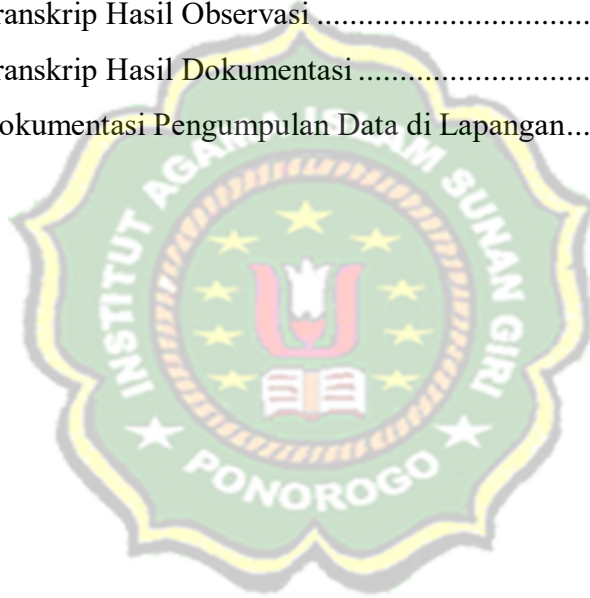 ranskrip Hasil Observasi ..............................
ranskrip Hasil Dokumentasi .........................
okumentasi Pengumpulan Data di Lapangan...
INSTITUT AGAMA ISLAM SUNAN GIRI
PONOROGO